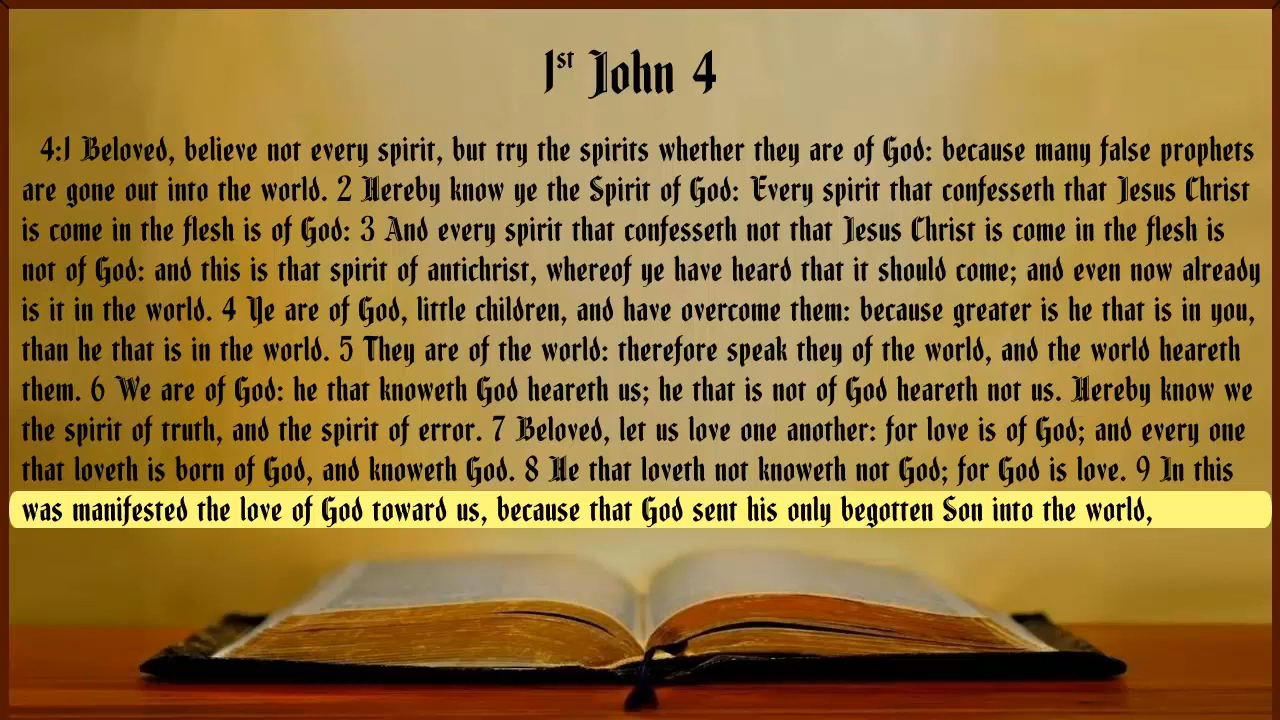 1st John 4
4:1 Beloved, believe not every spirit, but try the spirits whether they are of God: because many false prophets
are gone out into the world. 2 Hereby know ye the Spirit of God: Every spirit that confesseth that Jesus Christ
is come in the flesh is of God: 3 And every spirit that confesseth not that Jesus Christ is come in the flesh is
not of God: and this is that spirit of antichrist, whereof ye have heard that it should come; and even now already
is it in the world. 4 Ye are of God, little children, and have overcome them: because greater is he that is in you,
than he that is in the world. 5 They are of the world: therefore speak they of the world, and the world heareth
them. 6 We are of God: he that knoweth God heareth us; he that is not of God heareth not us. Hereby know we
the spirit of truth, and the spirit of error. 7 Beloved, let us love one another: for love is of God; and every one
that loveth is born of God, and knoweth God. 8 He that loveth not knoweth not God; for God is love. 9 In this
was manifested the love of God toward us, because that God sent his only begotten Son into the world,